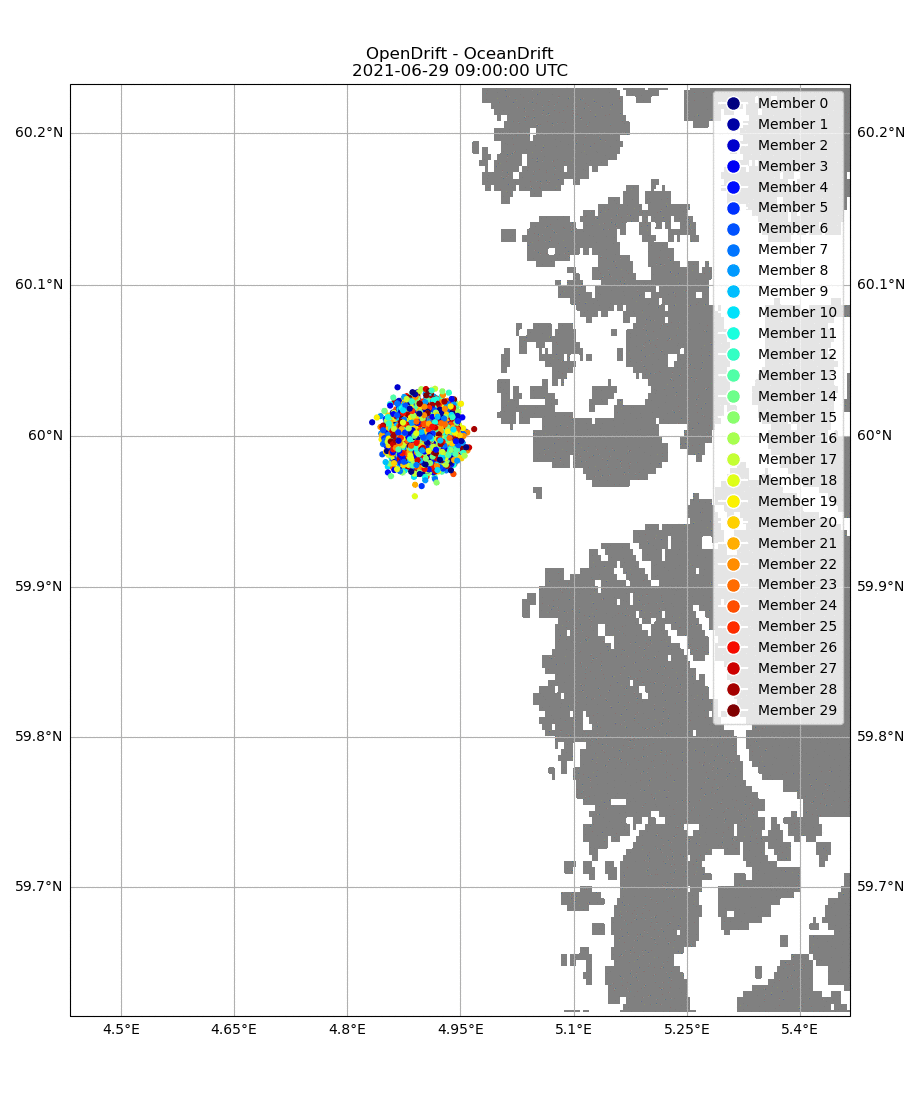 OpenDrift - OceanDrift
2021-06-29 09:00:00 UTC
Member 0
Member 1
Member 2
Member 3
Member 4
Member 5
Member 6
Member 7
Member 8
Member 9
Member 10
Member 11
Member 12
Member 13
Member 14
Member 15
Member 16
Member 17
Member 18
Member 19
Member 20
Member 21
Member 22
Member 23
Member 24
Member 25
Member 26
Member 27
Member 28
Member 29
60.2°N 60.2°N
60.1°N 60.1°N
60°N 60°N
59.9°N 59.9°N
59.8°N 59.8°N
59.7°N 59.7°N
4.5°E 4.65°E 4.8°E 4.95°E 5.1°E 5.25°E 5.4°E